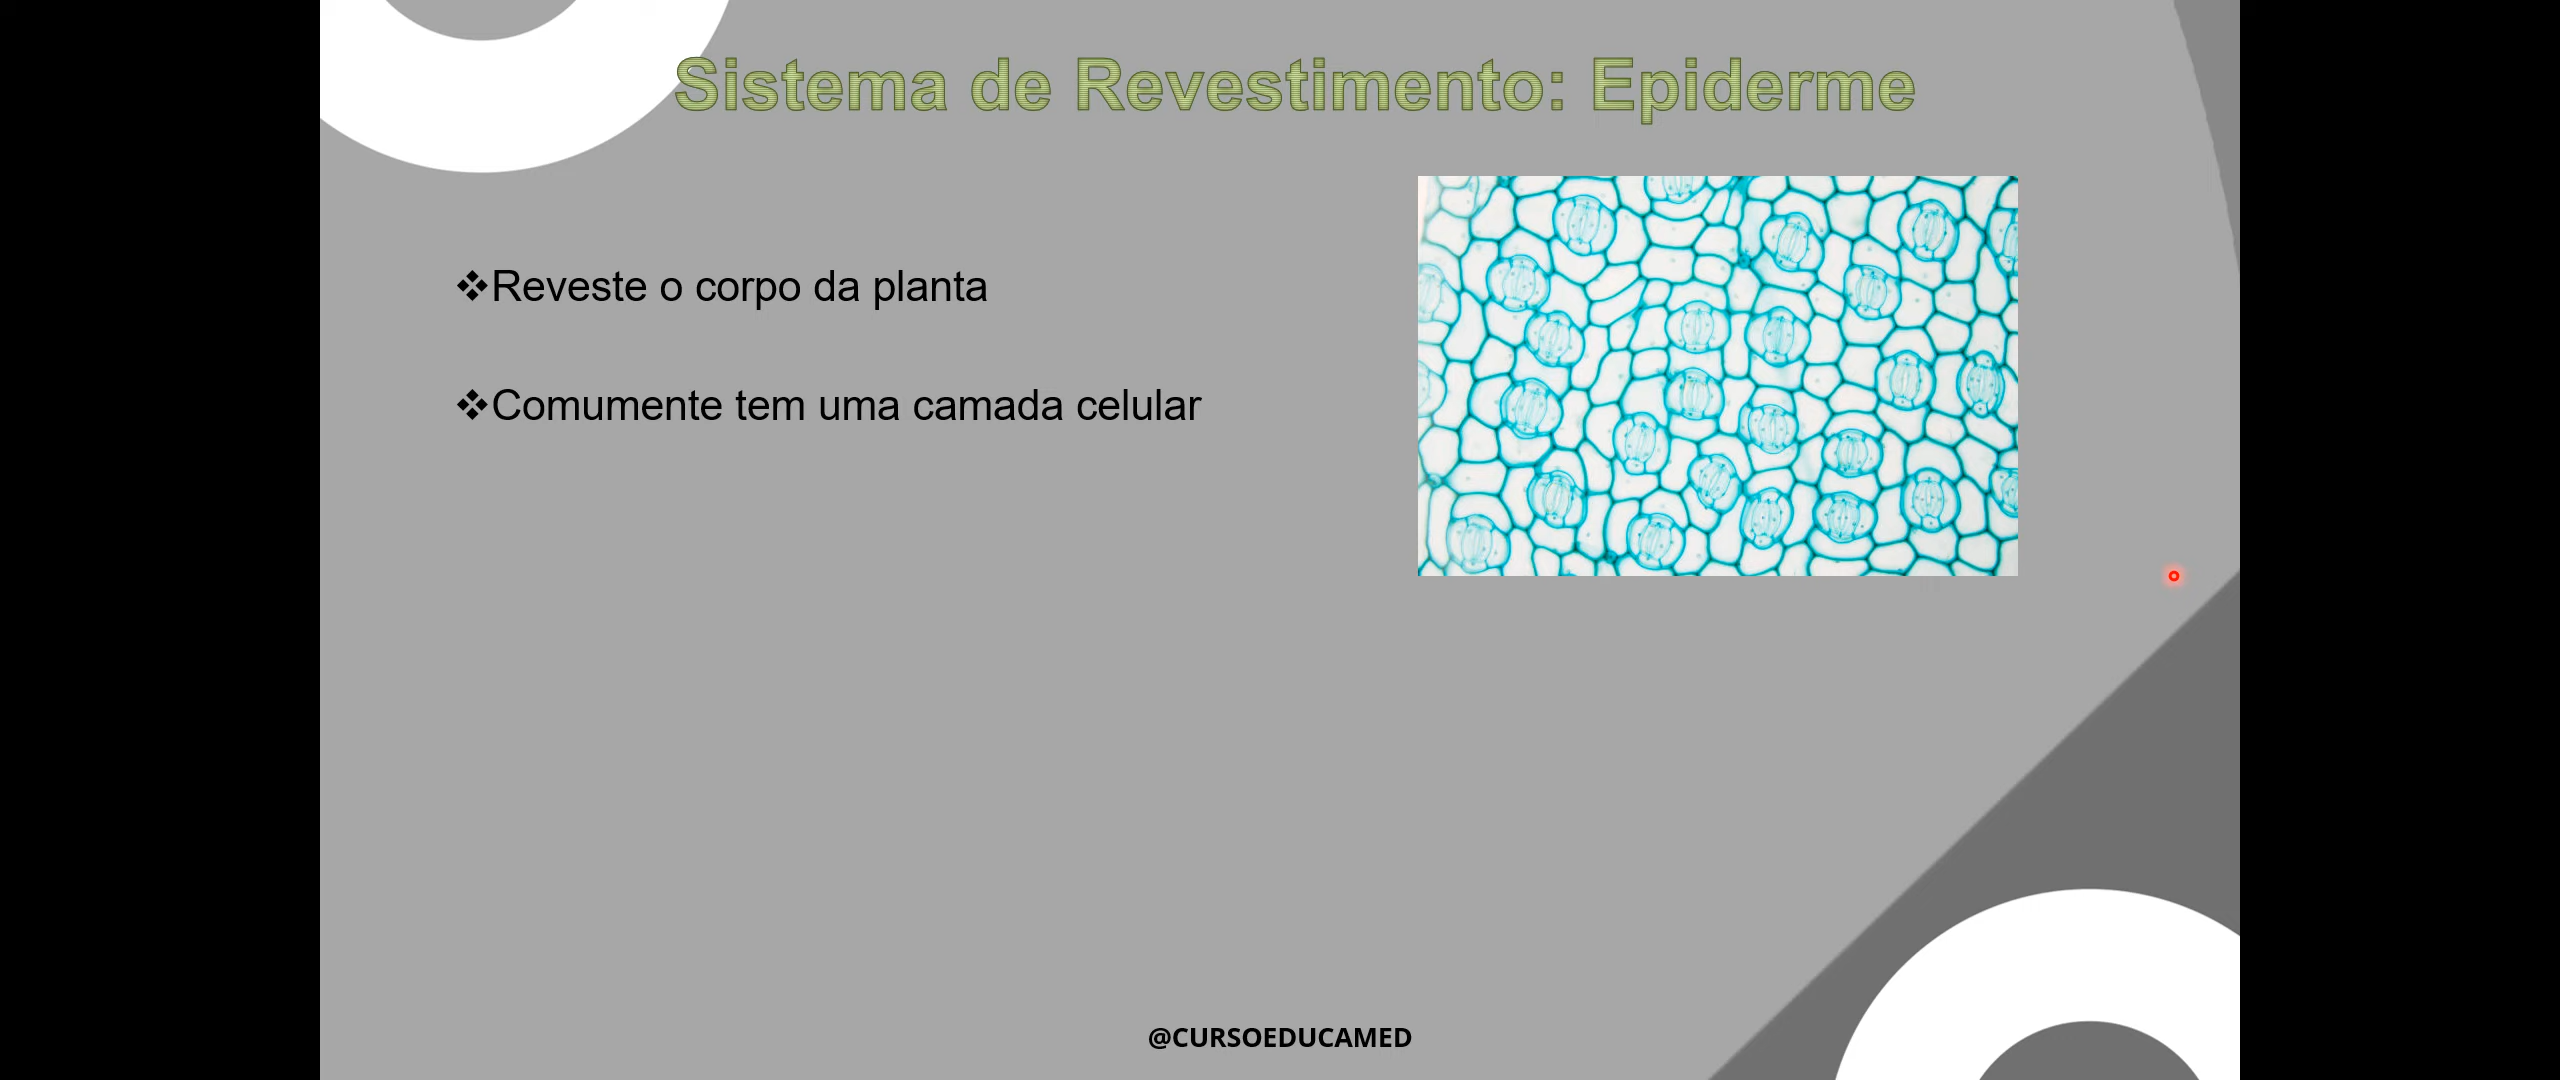 Sistema de Revestimento: Epiderme
❖Reveste o corpo da planta
❖Comumente tem uma camada celular
@CURSOEDUCAMED